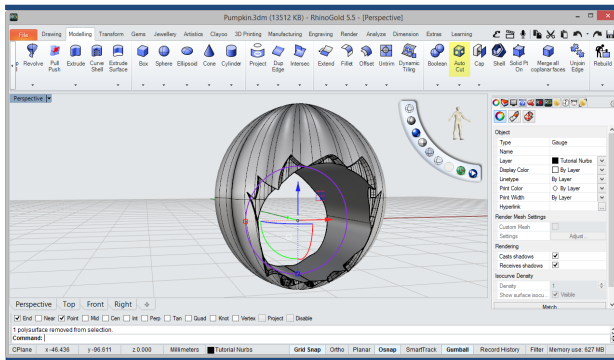 Pumpkin.3dm (13512 KB) - RhinoGold 5.5 - [Perspective]
File Drawing Modelling Transform Gems Jewellery Artistics Clayoo 3D Printing Manufacturing Engraving Render Analyze Dimension Extras Learning
Revolve Pull Push Extrude Curve Shell Extrude Surface Box Sphere Ellipsoid Cone Cylinder Project Dup Edge Intersec Extend Fillet Offset Untrim Dynamic Tiling Boolean Auto Cut Cap Shell Solid Pt On Merge all coplanar faces Unjoin Edge Rebuild
Perspective
Object
Type Gauge
Name
Layer Tutorial Nurbs
Display Color By Layer
Linetype By Layer
Print Color By Layer
Print Width By Layer
Hyperlink ...
Render Mesh Settings
Custom Mesh
Settings Adjust...
Rendering
Casts shadows
Receives shadows
Isocurve Density
Density 1
Show surface isocu... Visible
Match
Perspective Top Front Right
End Near Point Mid Cen Int Perp Tan Quad Knot Vertex Project Disable
1 polysurface removed from selection.
Command:
CPlane x -46.436 y -96.611 z 0.000 Millimeters Tutorial Nurbs Grid Snap Ortho Planar Osnap SmartTrack Gumball Record History Filter Memory use: 627 MB